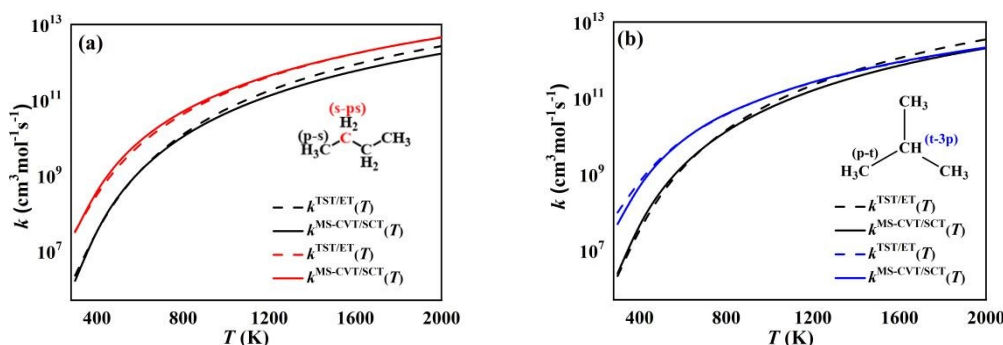 (a)
10¹³
10¹¹
10⁹
10⁷
k (cm³mol⁻¹s⁻¹)
(s-ps)
H₂
(p-s) C CH₃
H₃C C
H₂
k^TST/ET(T)
k^MS-CVT/SCT(T)
k^TST/ET(T)
k^MS-CVT/SCT(T)
400 800 1200 1600 2000
T (K)
(b)
10¹³
10¹¹
10⁹
10⁷
k (cm³mol⁻¹s⁻¹)
CH₃
CH (t-3p)
(p-t)
H₃C CH₃
k^TST/ET(T)
k^MS-CVT/SCT(T)
k^TST/ET(T)
k^MS-CVT/SCT(T)
400 800 1200 1600 2000
T (K)